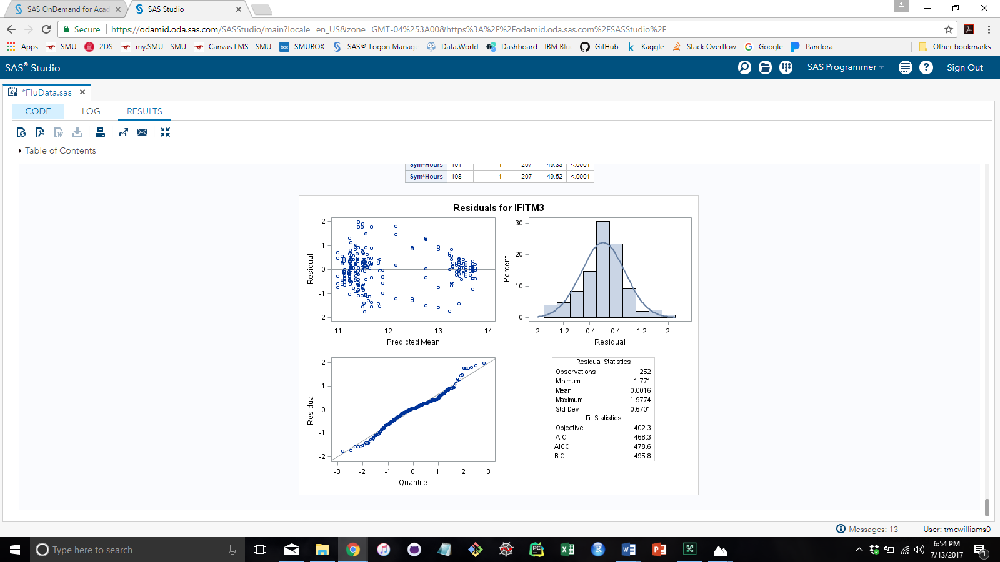 SAS OnDemand for Acad
SAS Studio
Secure https://odamid.oda.sas.com/SASStudio/main?locale=en_US&zone=GMT-04%253A00&https%3A%2F%2Fodamid.oda.sas.com%2FSASStudio%2F=
Apps SMU 2DS my.SMU - SMU Canvas LMS - SMU box SMUBOX SAS® Logon Manage Data.World Dashboard - IBM Blu GitHub k Kaggle Stack Overflow Google Pandora Other bookmarks
SAS® Studio SAS Programmer Sign Out
*FluData.sas
CODE LOG RESULTS
Table of Contents
Sym*Hours 101 1 207 49.33 <.0001
Sym*Hours 108 1 207 49.52 <.0001
Residuals for IFITM3
2
1
0
-1
-2
Residual
11 12 13 14
Predicted Mean
30
20
10
0
Percent
-2 -1.2 -0.4 0.4 1.2 2
Residual
2
1
0
-1
-2
Residual
-3 -2 -1 0 1 2 3
Quantile
Residual Statistics
Observations 252
Minimum -1.771
Mean 0.0016
Maximum 1.9774
Std Dev 0.6701
Fit Statistics
Objective 402.3
AIC 468.3
AICC 478.6
BIC 495.8
Messages: 13 User: tmcwilliams0
Type here to search
6:54 PM
7/13/2017
1